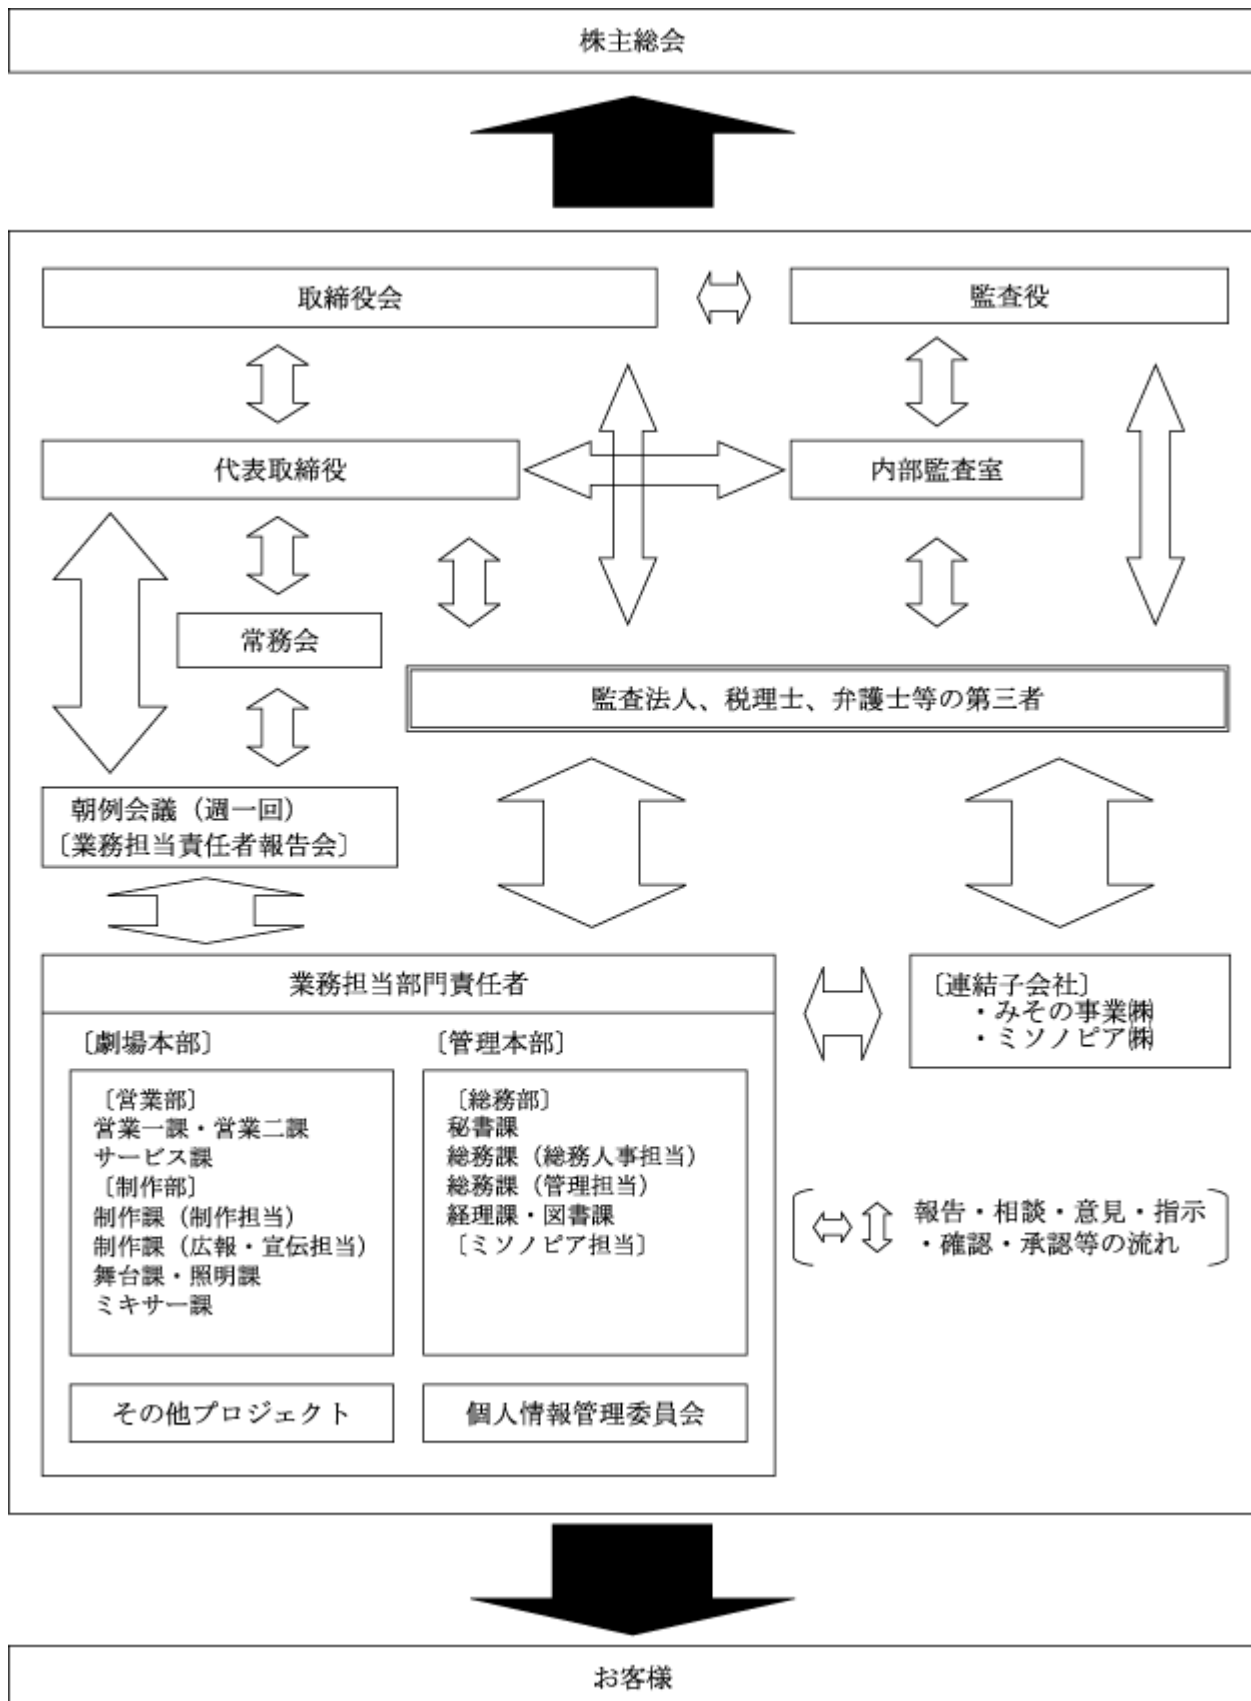 株主総会
取締役会
監査役
代表取締役
内部監査室
常務会
監査法人、税理士、弁護士等の第三者
朝例会議（週一回）
〔業務担当責任者報告会〕
業務担当部門責任者
〔劇場本部〕
〔営業部〕
営業一課・営業二課
サービス課
〔制作部〕
制作課（制作担当）
制作課（広報・宣伝担当）
舞台課・照明課
ミキサー課
〔管理本部〕
〔総務部〕
秘書課
総務課（総務人事担当）
総務課（管理担当）
経理課・図書課
〔ミソノピア担当〕
その他プロジェクト
個人情報管理委員会
〔連結子会社〕
・みその事業㈱
・ミソノピア㈱
報告・相談・意見・指示
・確認・承認等の流れ
お客様